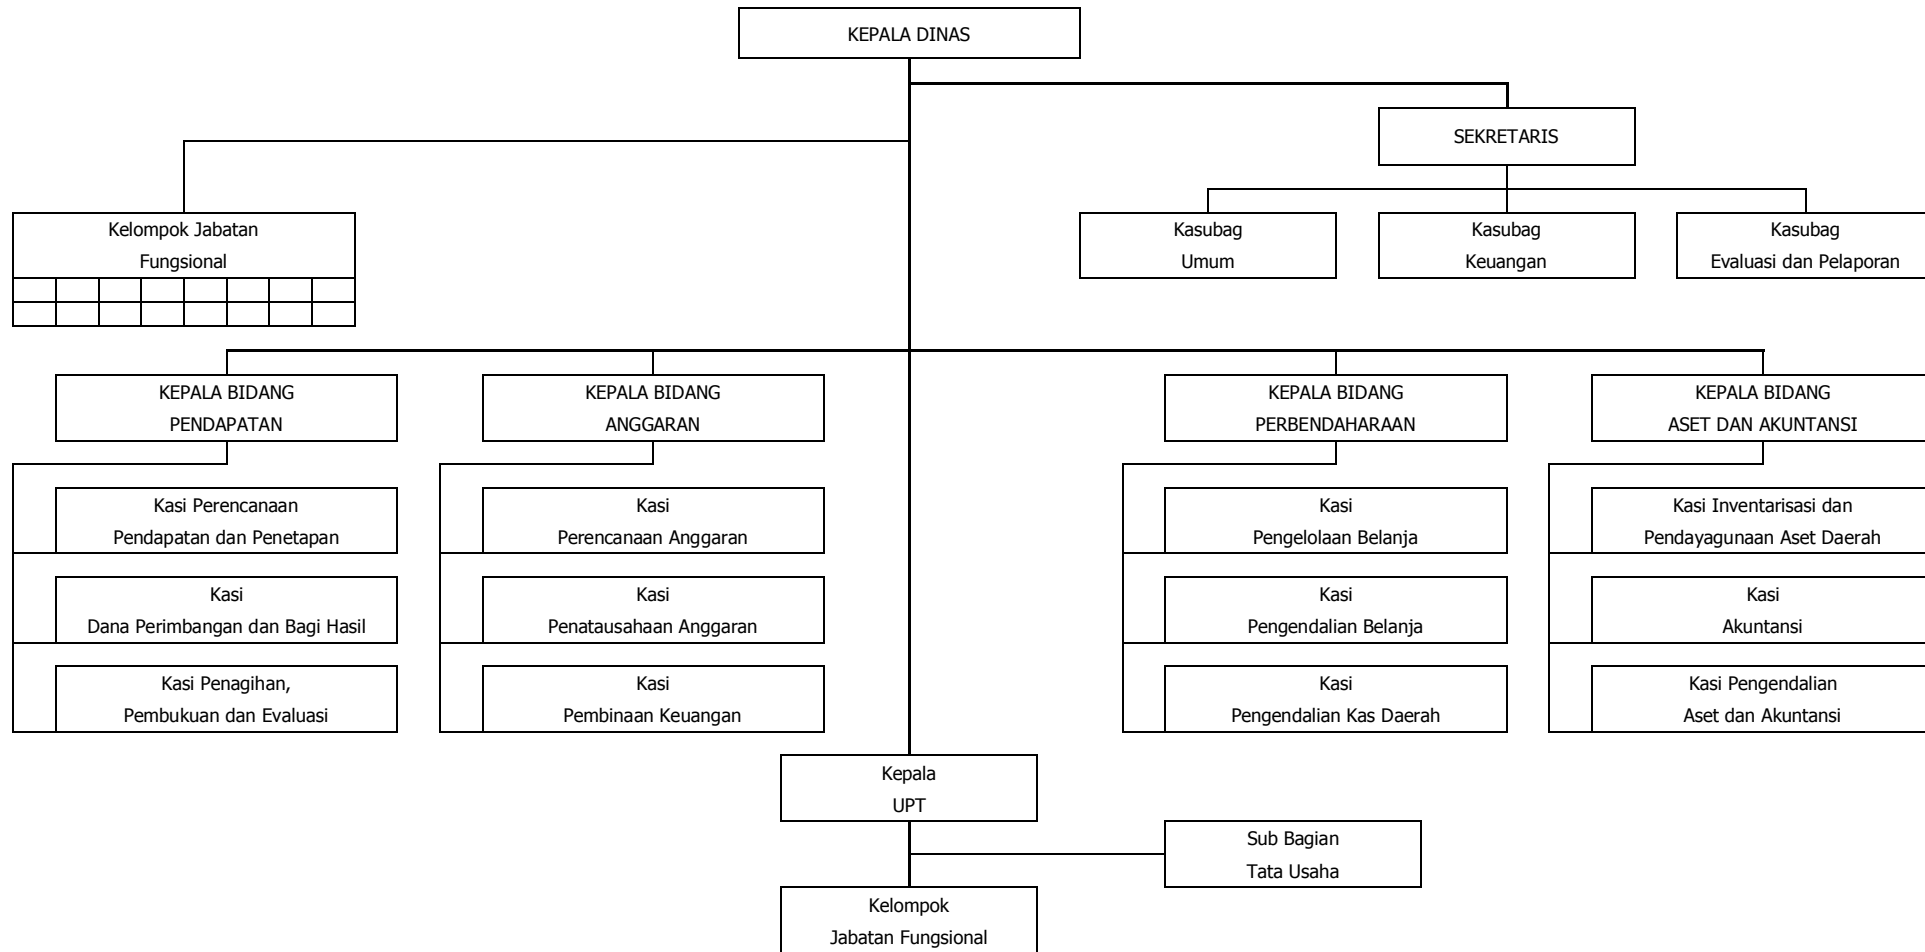 KEPALA DINAS
SEKRETARIS
Kelompok Jabatan
Fungsional
Kasubag
Umum
Kasubag
Keuangan
Kasubag
Evaluasi dan Pelaporan
KEPALA BIDANG
PENDAPATAN
KEPALA BIDANG
ANGGARAN
KEPALA BIDANG
PERBENDAHARAAN
KEPALA BIDANG
ASET DAN AKUNTANSI
Kasi Perencanaan
Pendapatan dan Penetapan
Kasi
Perencanaan Anggaran
Kasi
Pengelolaan Belanja
Kasi Inventarisasi dan
Pendayagunaan Aset Daerah
Kasi
Dana Perimbangan dan Bagi Hasil
Kasi
Penatausahaan Anggaran
Kasi
Pengendalian Belanja
Kasi
Akuntansi
Kasi Penagihan,
Pembukuan dan Evaluasi
Kasi
Pembinaan Keuangan
Kasi
Pengendalian Kas Daerah
Kasi Pengendalian
Aset dan Akuntansi
Kepala
UPT
Sub Bagian
Tata Usaha
Kelompok
Jabatan Fungsional